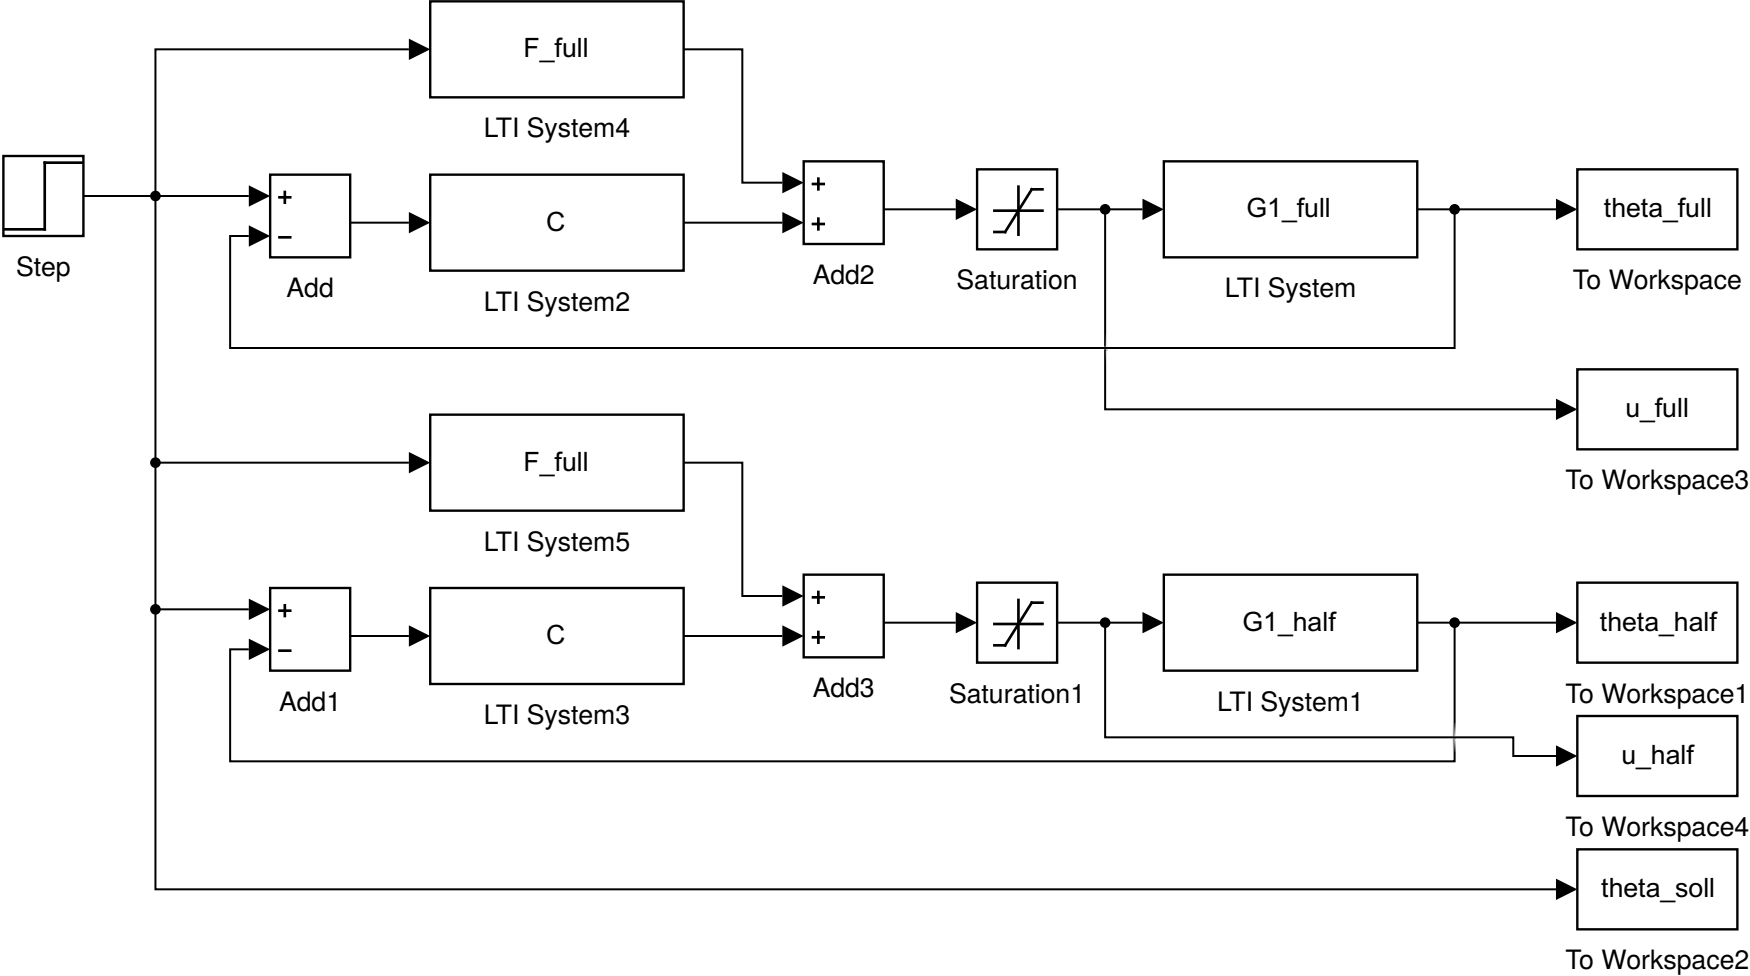 F_full
LTI System4
Step
+
−
Add
C
LTI System2
+
+
Add2
Saturation
G1_full
LTI System
theta_full
To Workspace
u_full
To Workspace3
F_full
LTI System5
+
−
Add1
C
LTI System3
+
+
Add3
Saturation1
G1_half
LTI System1
theta_half
To Workspace1
u_half
To Workspace4
theta_soll
To Workspace2